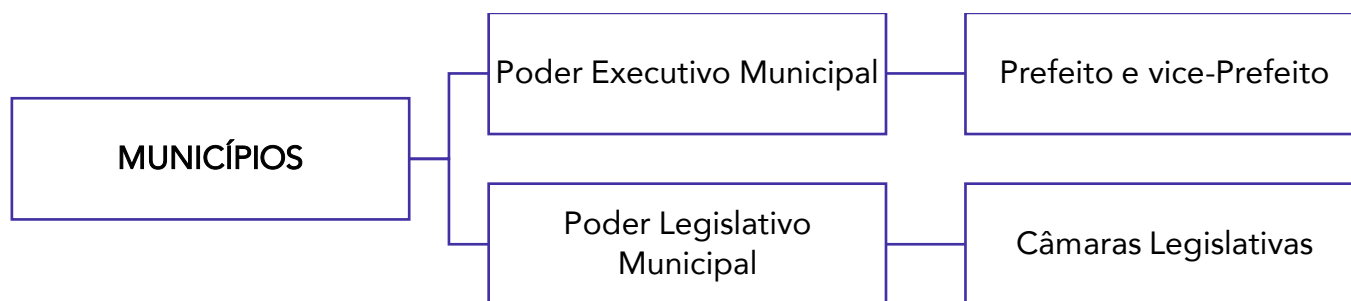 Poder Executivo Municipal
Prefeito e vice-Prefeito
MUNICÍPIOS
Poder Legislativo
Municipal
Câmaras Legislativas